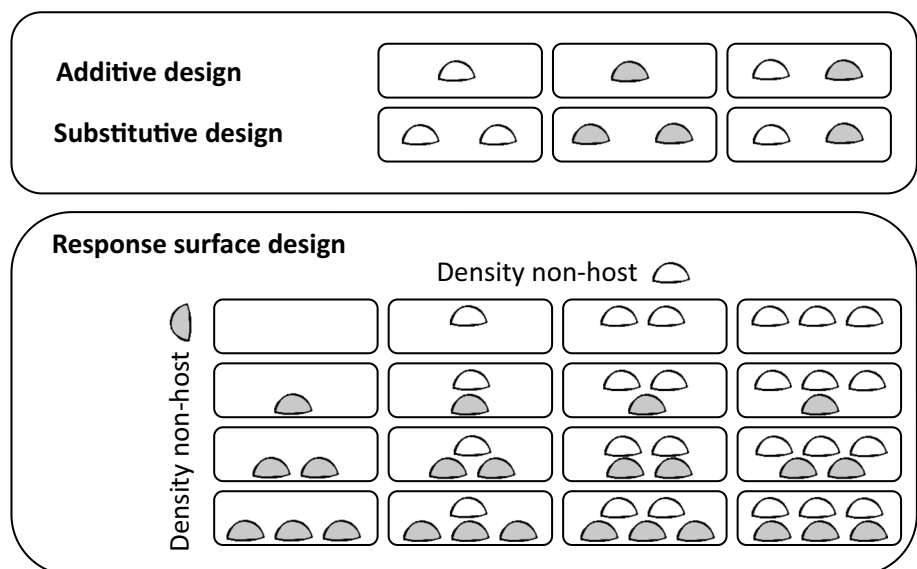 Additive design
Substitutive design
Response surface design
Density non-host
Density non-host